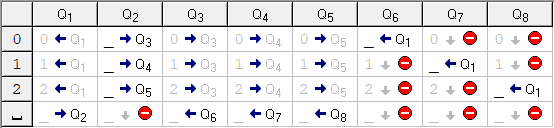 Q1 Q2 Q3 Q4 Q5 Q6 Q7 Q8
0 0 ← Q1 _ → Q3 0 → Q3 0 → Q4 0 → Q5 _ ← Q1 0 ↓ 0 ↓
1 1 ← Q1 _ → Q4 1 → Q3 1 → Q4 1 → Q5 1 ↓ _ ← Q1 1 ↓
2 2 ← Q1 _ → Q5 2 → Q3 2 → Q4 2 → Q5 2 ↓ 2 ↓ _ ← Q1
␣ _ → Q2 _ ↓ _ ← Q6 _ ← Q7 _ ← Q8 _ ↓ _ ↓ _ ↓